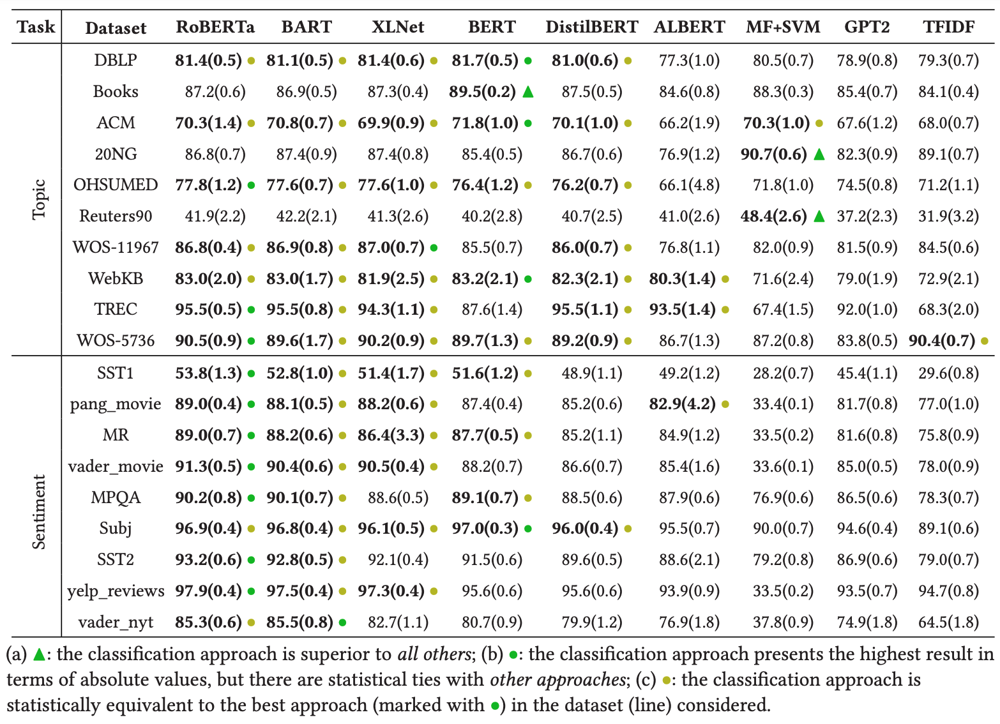 Task Dataset RoBERTa BART XLNet BERT DistilBERT ALBERT MF+SVM GPT2 TFIDF
Topic
DBLP 81.4(0.5) ● 81.1(0.5) ● 81.4(0.6) ● 81.7(0.5) ● 81.0(0.6) ● 77.3(1.0) 80.5(0.7) 78.9(0.8) 79.3(0.7)
Books 87.2(0.6) 86.9(0.5) 87.3(0.4) 89.5(0.2) ▲ 87.5(0.5) 84.6(0.8) 88.3(0.3) 85.4(0.7) 84.1(0.4)
ACM 70.3(1.4) ● 70.8(0.7) ● 69.9(0.9) ● 71.8(1.0) ● 70.1(1.0) ● 66.2(1.9) 70.3(1.0) ● 67.6(1.2) 68.0(0.7)
20NG 86.8(0.7) 87.4(0.9) 87.4(0.8) 85.4(0.5) 86.7(0.6) 76.9(1.2) 90.7(0.6) ▲ 82.3(0.9) 89.1(0.7)
OHSUMED 77.8(1.2) ● 77.6(0.7) ● 77.6(1.0) ● 76.4(1.2) ● 76.2(0.7) ● 66.1(4.8) 71.8(1.0) 74.5(0.8) 71.2(1.1)
Reuters90 41.9(2.2) 42.2(2.1) 41.3(2.6) 40.2(2.8) 40.7(2.5) 41.0(2.6) 48.4(2.6) ▲ 37.2(2.3) 31.9(3.2)
WOS-11967 86.8(0.4) ● 86.9(0.8) ● 87.0(0.7) ● 85.5(0.7) 86.0(0.7) ● 76.8(1.1) 82.0(0.9) 81.5(0.9) 84.5(0.6)
WebKB 83.0(2.0) ● 83.0(1.7) ● 81.9(2.5) ● 83.2(2.1) ● 82.3(2.1) ● 80.3(1.4) ● 71.6(2.4) 79.0(1.9) 72.9(2.1)
TREC 95.5(0.5) ● 95.5(0.8) ● 94.3(1.1) ● 87.6(1.4) 95.5(1.1) ● 93.5(1.4) ● 67.4(1.5) 92.0(1.0) 68.3(2.0)
WOS-5736 90.5(0.9) ● 89.6(1.7) ● 90.2(0.9) ● 89.7(1.3) ● 89.2(0.9) ● 86.7(1.3) 87.2(0.8) 83.8(0.5) 90.4(0.7) ●
Sentiment
SST1 53.8(1.3) ● 52.8(1.0) ● 51.4(1.7) ● 51.6(1.2) ● 48.9(1.1) 49.2(1.2) 28.2(0.7) 45.4(1.1) 29.6(0.8)
pang_movie 89.0(0.4) ● 88.1(0.5) ● 88.2(0.6) ● 87.4(0.4) 85.2(0.6) 82.9(4.2) ● 33.4(0.1) 81.7(0.8) 77.0(1.0)
MR 89.0(0.7) ● 88.2(0.6) ● 86.4(3.3) ● 87.7(0.5) ● 85.2(1.1) 84.9(1.2) 33.5(0.2) 81.6(0.8) 75.8(0.9)
vader_movie 91.3(0.5) ● 90.4(0.6) ● 90.5(0.4) ● 88.2(0.7) 86.6(0.7) 85.4(1.6) 33.6(0.1) 85.0(0.5) 78.0(0.9)
MPQA 90.2(0.8) ● 90.1(0.7) ● 88.6(0.5) 89.1(0.7) ● 88.5(0.6) 87.9(0.6) 76.9(0.6) 86.5(0.6) 78.3(0.7)
Subj 96.9(0.4) ● 96.8(0.4) ● 96.1(0.5) ● 97.0(0.3) ● 96.0(0.4) ● 95.5(0.7) 90.0(0.7) 94.6(0.4) 89.1(0.6)
SST2 93.2(0.6) ● 92.8(0.5) ● 92.1(0.4) 91.5(0.6) 89.6(0.5) 88.6(2.1) 79.2(0.8) 86.9(0.6) 79.0(0.7)
yelp_reviews 97.9(0.4) ● 97.5(0.4) ● 97.3(0.4) ● 95.6(0.6) 95.6(0.6) 93.9(0.9) 33.5(0.2) 93.5(0.7) 94.7(0.8)
vader_nyt 85.3(0.6) ● 85.5(0.8) ● 82.7(1.1) 80.7(0.9) 79.9(1.2) 76.9(1.8) 37.8(0.9) 74.9(1.8) 64.5(1.8)
(a) ▲: the classification approach is superior to all others; (b) ●: the classification approach presents the highest result in
terms of absolute values, but there are statistical ties with other approaches; (c) ●: the classification approach is
statistically equivalent to the best approach (marked with ●) in the dataset (line) considered.